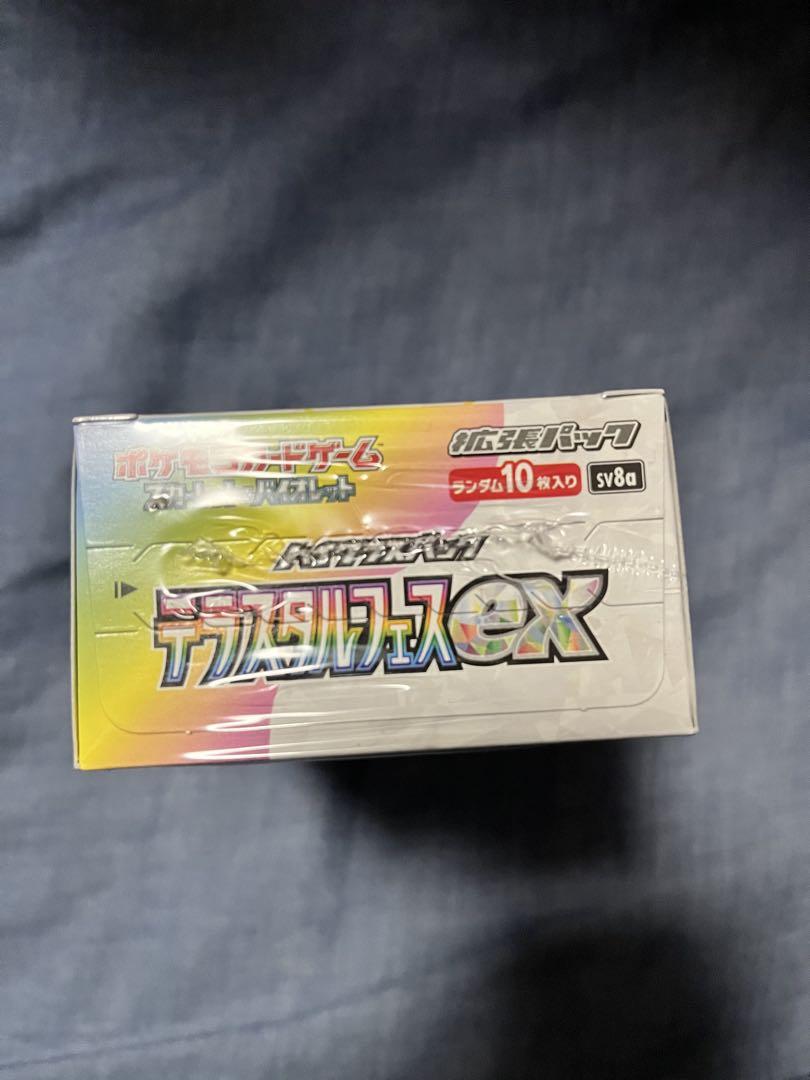 ポケモンカードゲーム
スカーレット&バイオレット
拡張パック
ランダム10枚入り
SV8a
ハイクラスパック
テラスタルフェスex